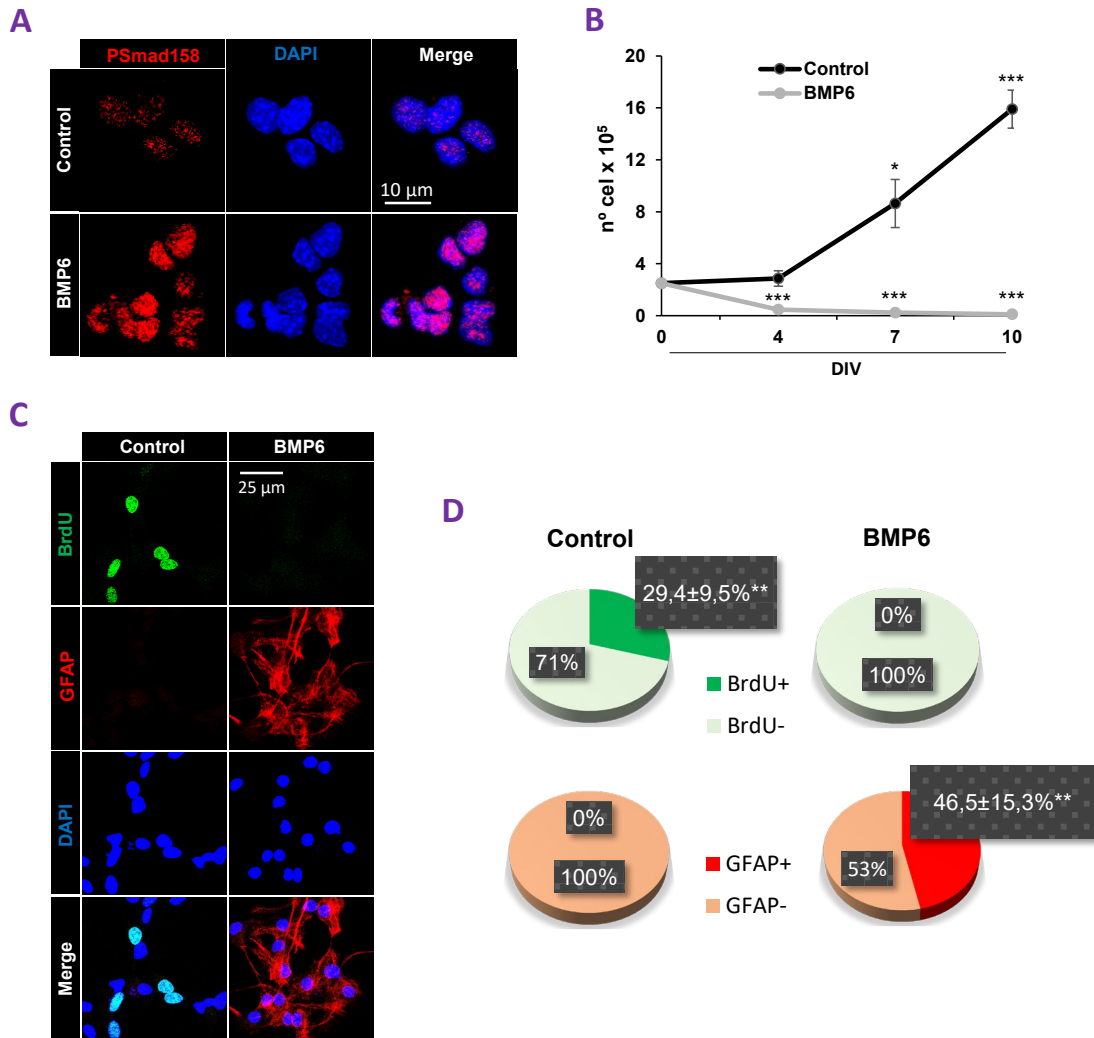 A
PSmad158 DAPI Merge
Control
10 µm
BMP6
B
nº cel x 10⁵
20
16
12
8
4
0
Control
BMP6
***
*
*** *** ***
0 4 7 10
DIV
C
Control BMP6
BrdU
25 µm
GFAP
DAPI
Merge
D
Control BMP6
29,4±9,5%**
71%
0%
100%
BrdU+
BrdU-
0%
100%
46,5±15,3%**
53%
GFAP+
GFAP-